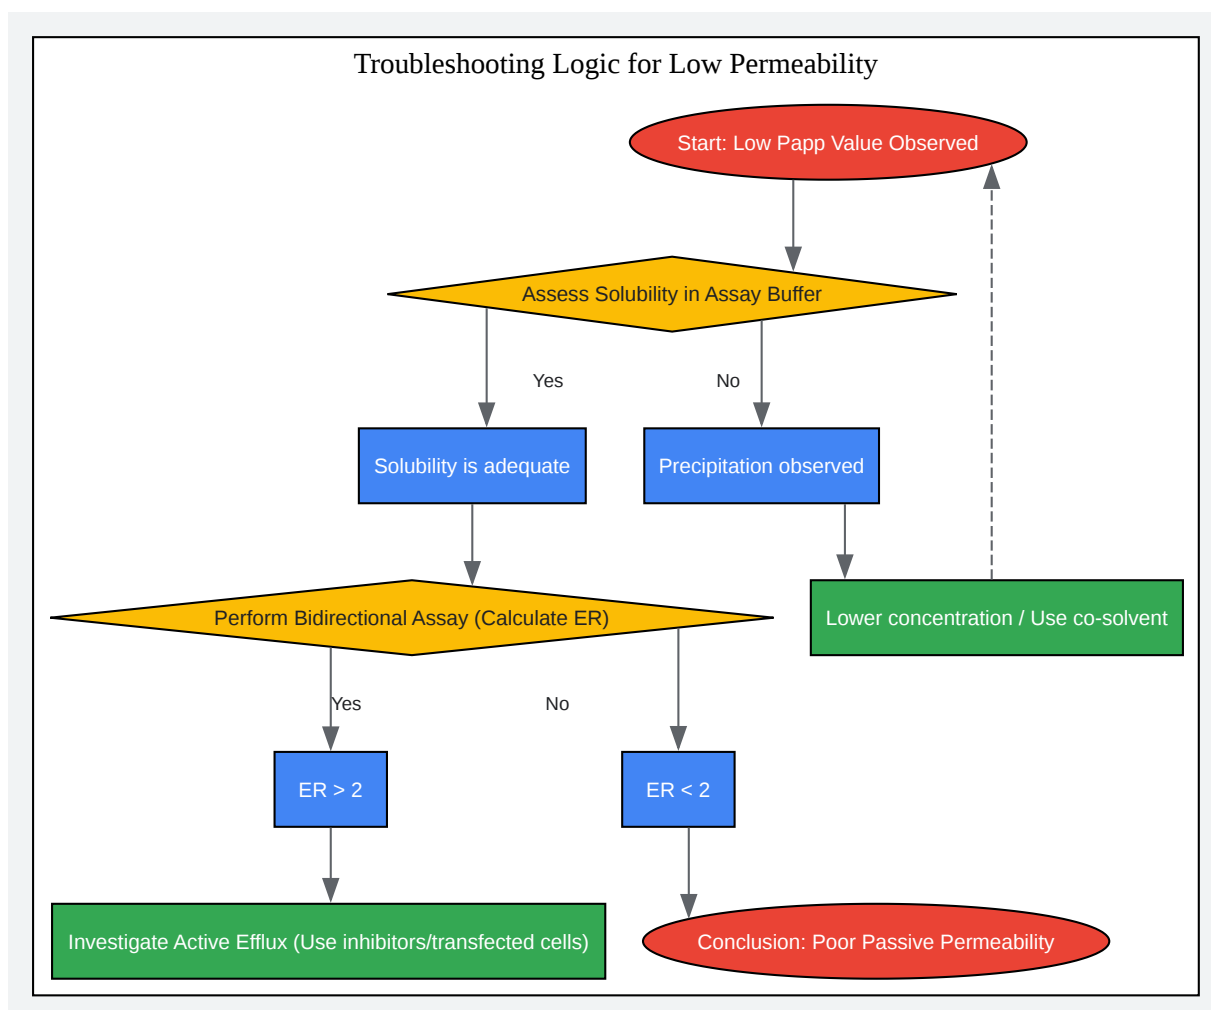 Troubleshooting Logic for Low Permeability
Start: Low Papp Value Observed
Assess Solubility in Assay Buffer
Yes
No
Solubility is adequate
Precipitation observed
Perform Bidirectional Assay (Calculate ER)
Lower concentration / Use co-solvent
Yes
No
ER > 2
ER < 2
Investigate Active Efflux (Use inhibitors/transfected cells)
Conclusion: Poor Passive Permeability